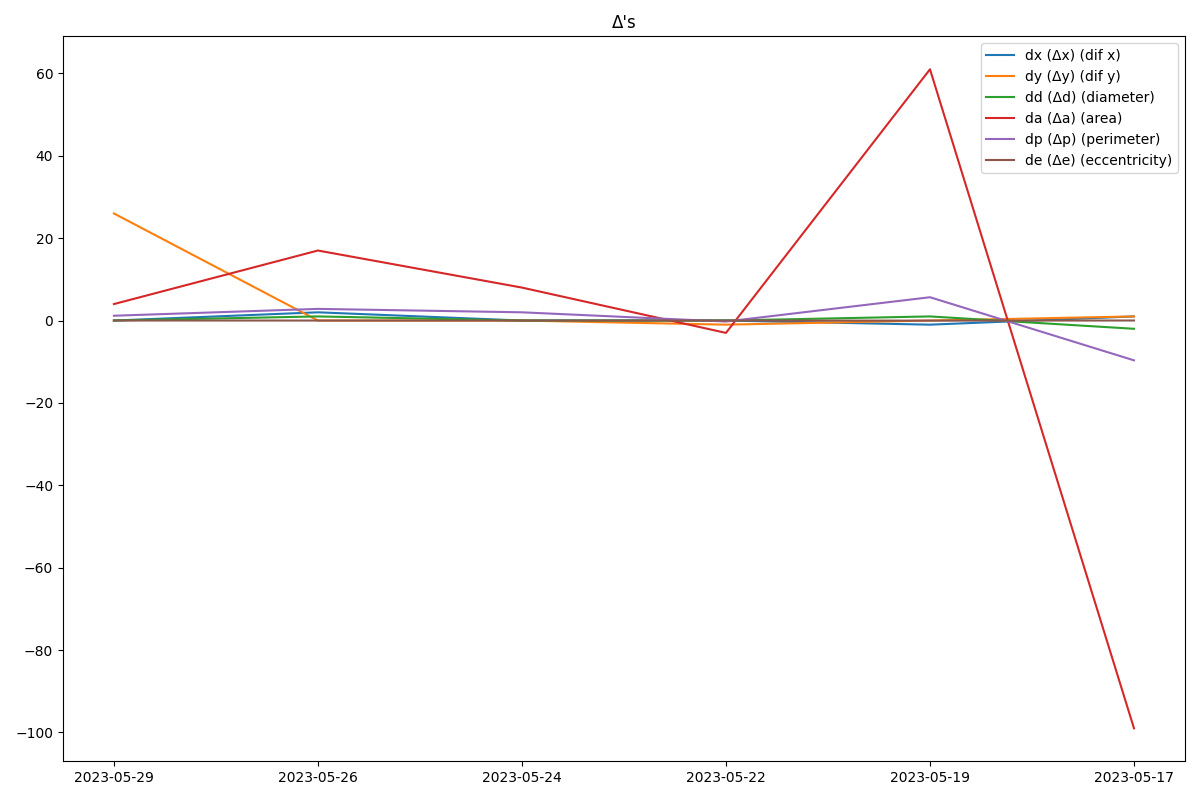 Δ's
dx (Δx) (dif x)
dy (Δy) (dif y)
dd (Δd) (diameter)
da (Δa) (area)
dp (Δp) (perimeter)
de (Δe) (eccentricity)
60
40
20
0
−20
−40
−60
−80
−100
2023-05-29 2023-05-26 2023-05-24 2023-05-22 2023-05-19 2023-05-17